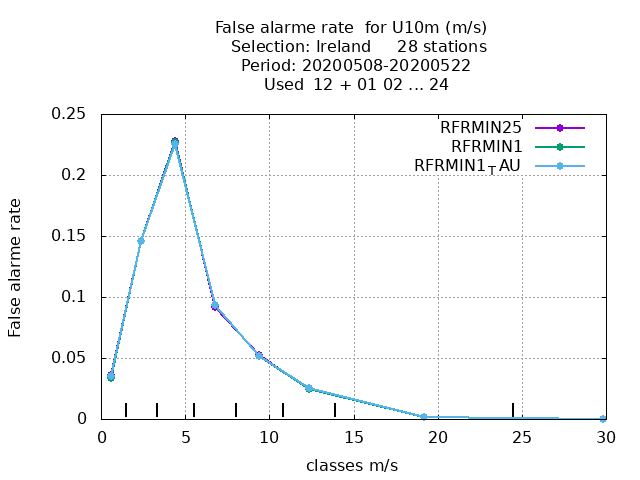 False alarme rate  for U10m (m/s)
Selection: Ireland     28 stations
Period: 20200508-20200522
Used  12 + 01 02 ... 24
0.25
0.2
0.15
0.1
0.05
0
False alarme rate
RFRMIN25
RFRMIN1
RFRMIN1TAU
0 5 10 15 20 25 30
classes m/s